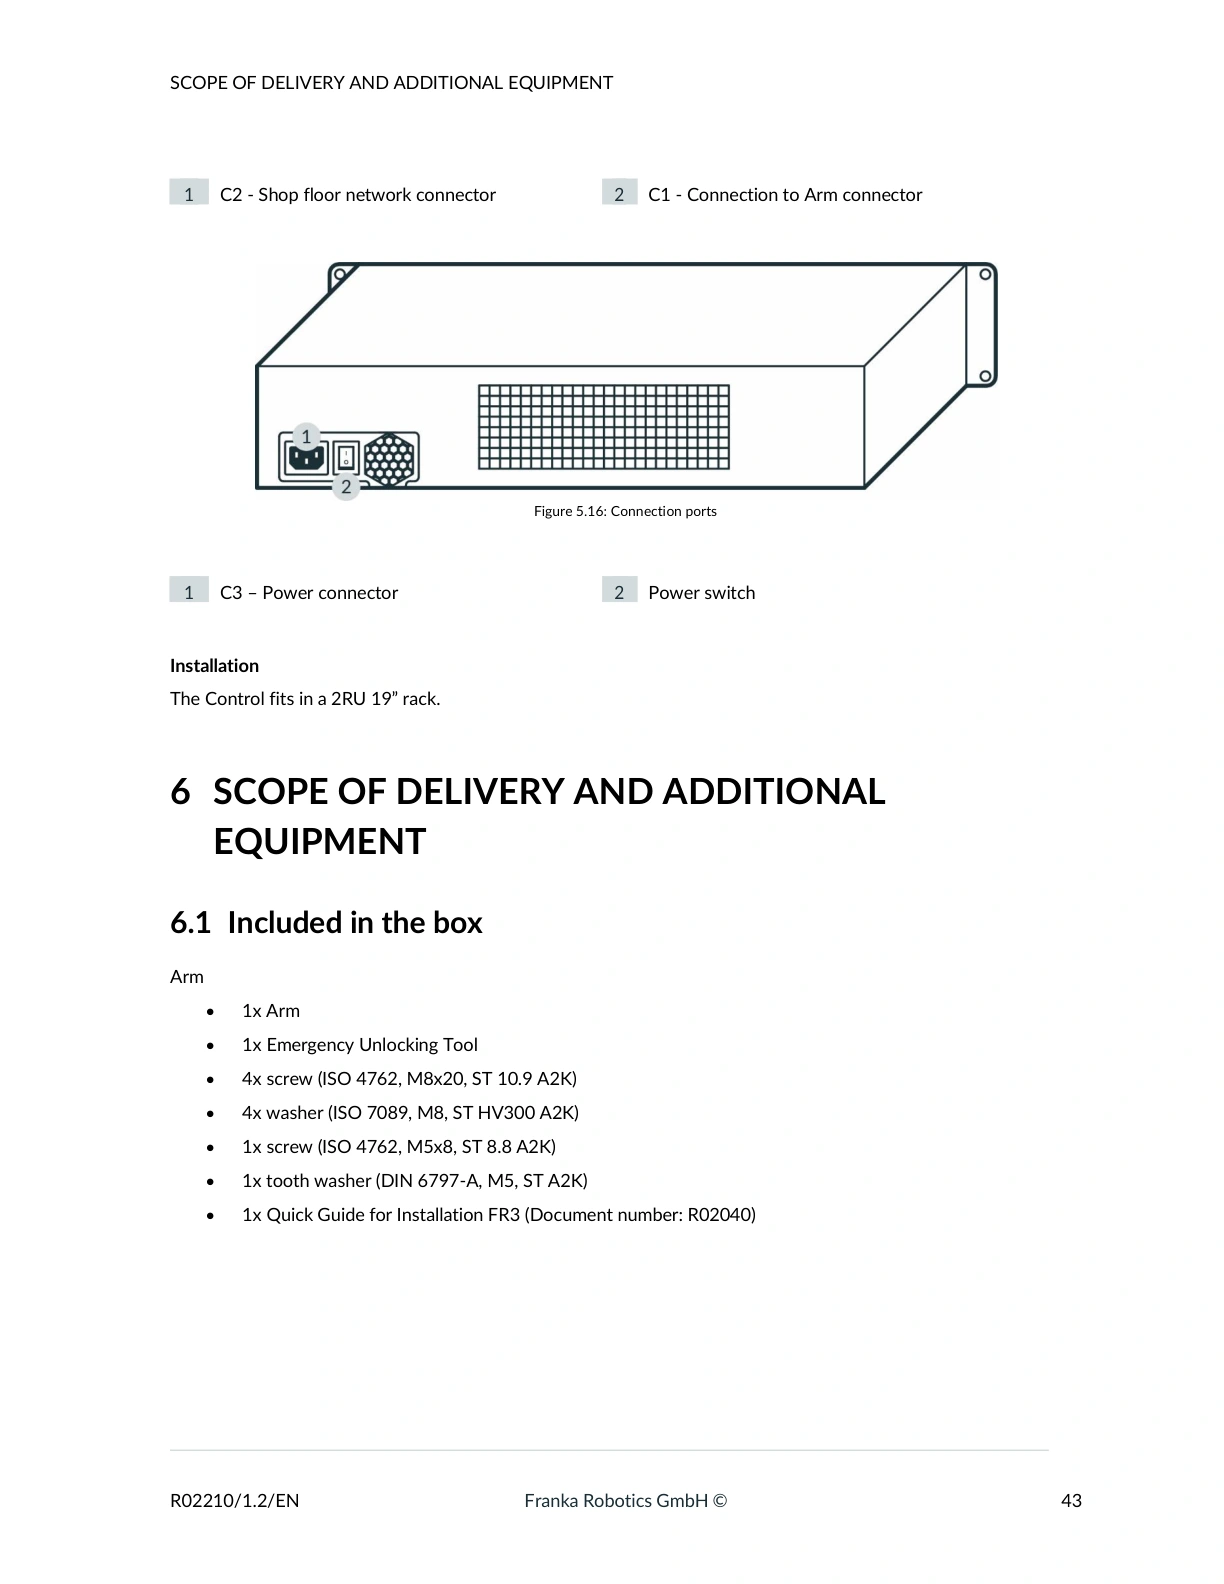 SCOPE OF DELIVERY AND ADDITIONAL EQUIPMENT
1 C2 - Shop floor network connector 2 C1 - Connection to Arm connector
1
2
Figure 5.16: Connection ports
1 C3 – Power connector 2 Power switch
Installation
The Control fits in a 2RU 19” rack.
6 SCOPE OF DELIVERY AND ADDITIONAL
EQUIPMENT
6.1 Included in the box
Arm
• 1x Arm
• 1x Emergency Unlocking Tool
• 4x screw (ISO 4762, M8x20, ST 10.9 A2K)
• 4x washer (ISO 7089, M8, ST HV300 A2K)
• 1x screw (ISO 4762, M5x8, ST 8.8 A2K)
• 1x tooth washer (DIN 6797-A, M5, ST A2K)
• 1x Quick Guide for Installation FR3 (Document number: R02040)
R02210/1.2/EN Franka Robotics GmbH © 43